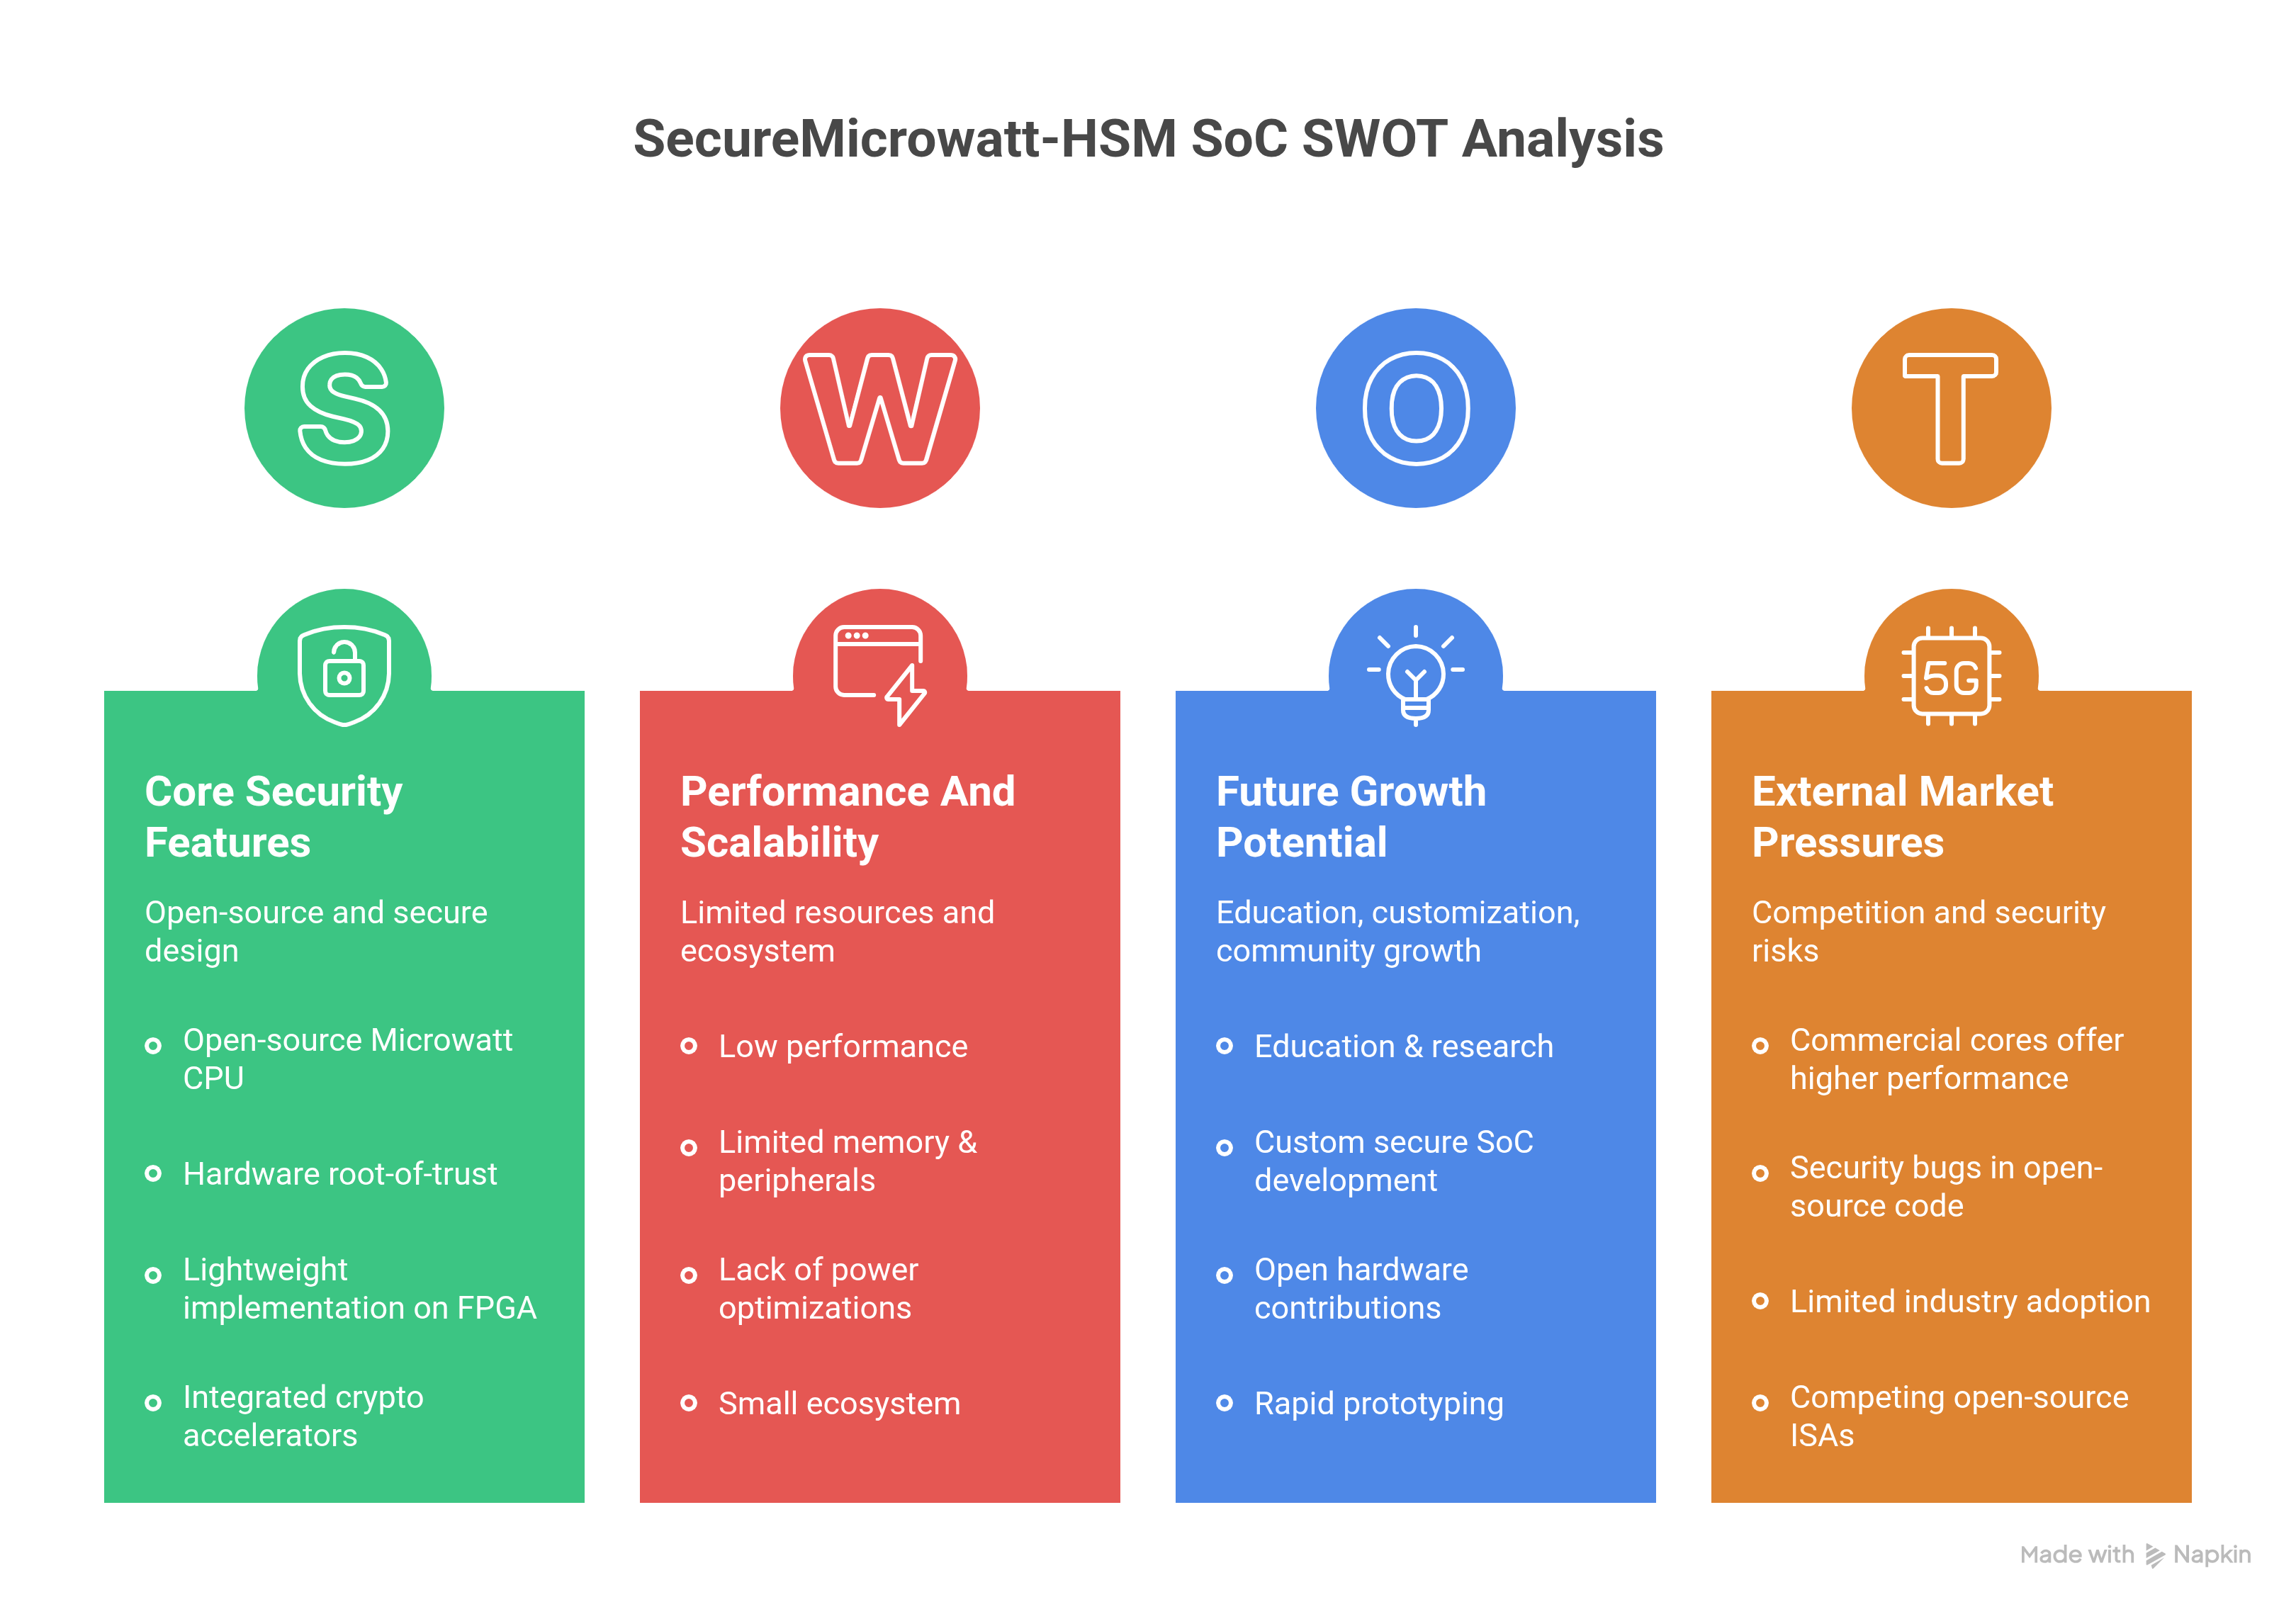 SecureMicrowatt-HSM SoC SWOT Analysis
S
W
O
T
Core Security
Features
Open-source and secure
design
Open-source Microwatt
CPU
Hardware root-of-trust
Lightweight
implementation on FPGA
Integrated crypto
accelerators
Performance And
Scalability
Limited resources and
ecosystem
Low performance
Limited memory &
peripherals
Lack of power
optimizations
Small ecosystem
Future Growth
Potential
Education, customization,
community growth
Education & research
Custom secure SoC
development
Open hardware
contributions
Rapid prototyping
5G
External Market
Pressures
Competition and security
risks
Commercial cores offer
higher performance
Security bugs in open-
source code
Limited industry adoption
Competing open-source
ISAs
Made with Napkin